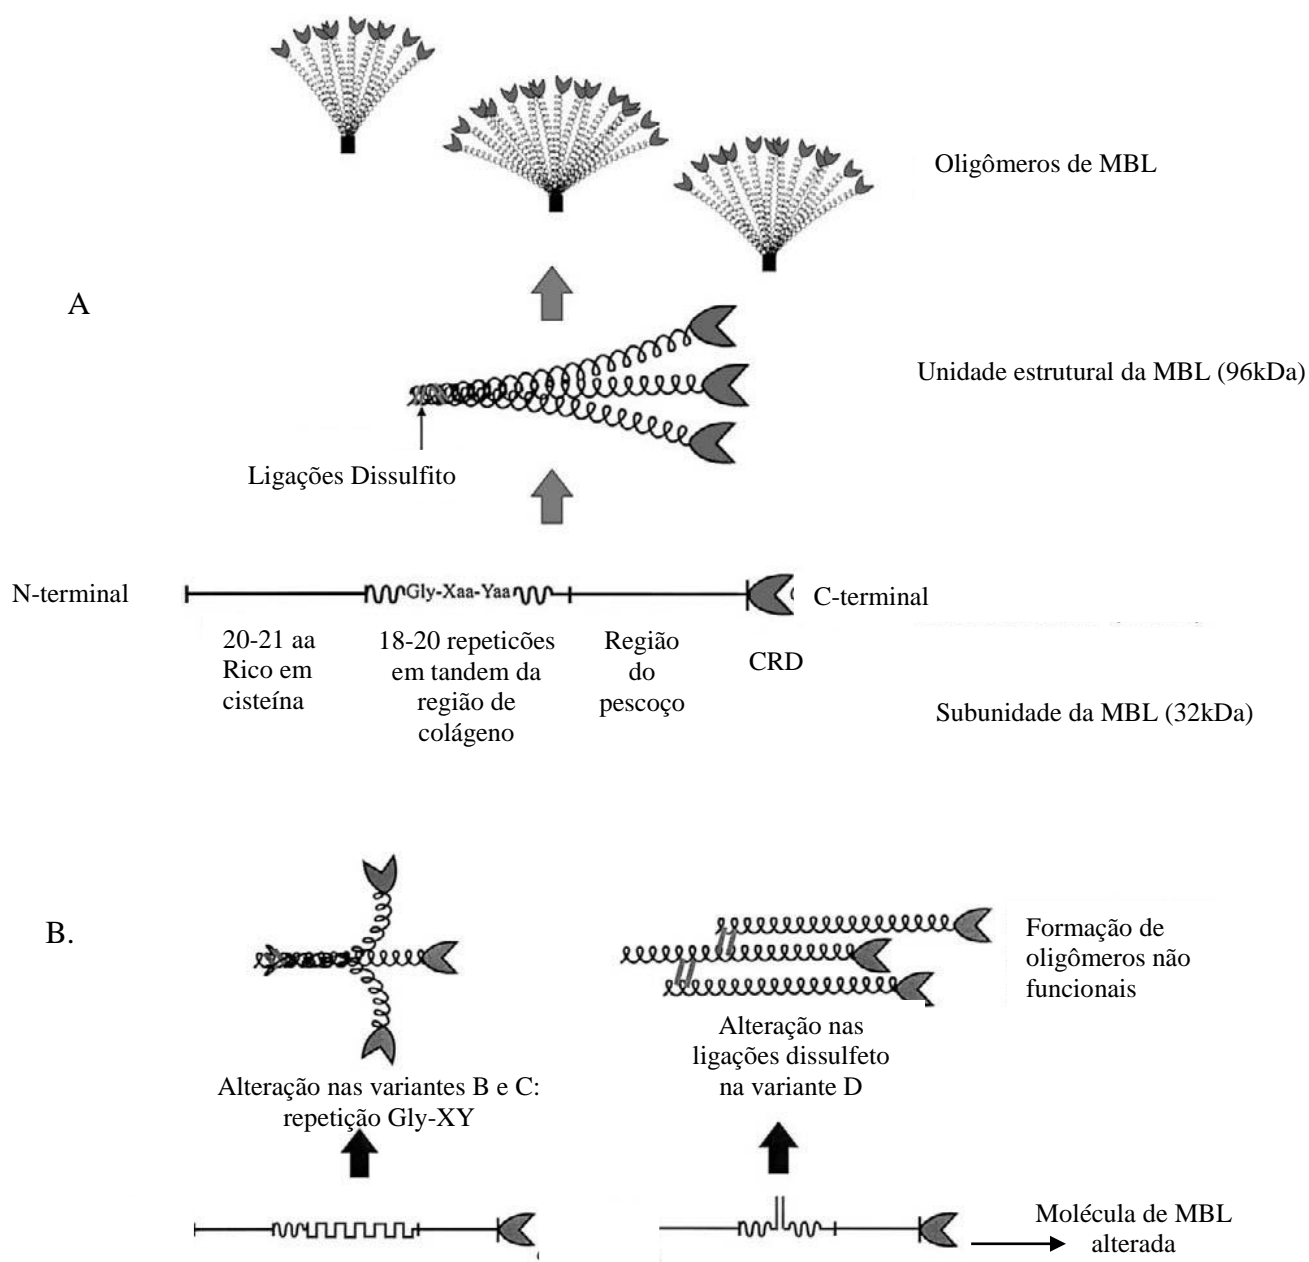 Oligômeros de MBL
A
Unidade estrutural da MBL (96kDa)
Ligações Dissulfito
N-terminal
Gly-Xaa-Yaa
C-terminal
20-21 aa
Rico em
cisteína
18-20 repeticões
em tandem da
região de
colágeno
Região
do
pescoço
CRD
Subunidade da MBL (32kDa)
B.
Formação de
oligômeros não
funcionais
Alteração nas variantes B e C:
repetição Gly-XY
Alteração nas
ligações dissulfeto
na variante D
Molécula de MBL
alterada